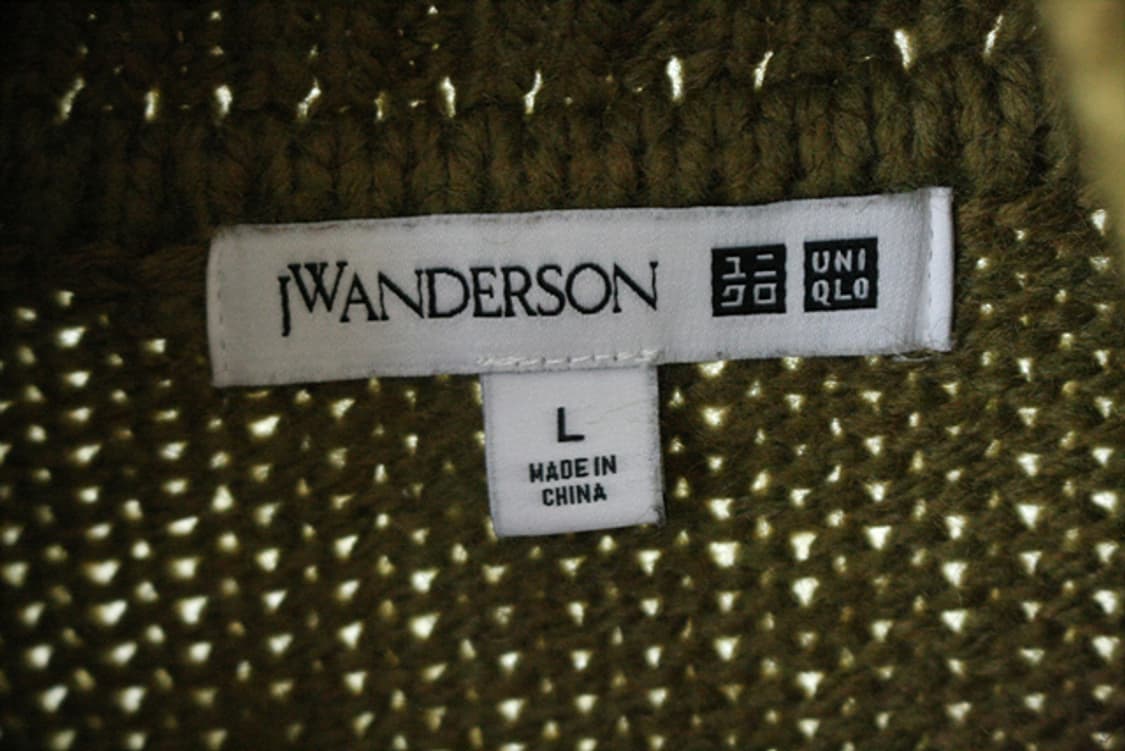 JWANDERSON
ユニ
クロ
UNI
QLO
L
MADE IN
CHINA